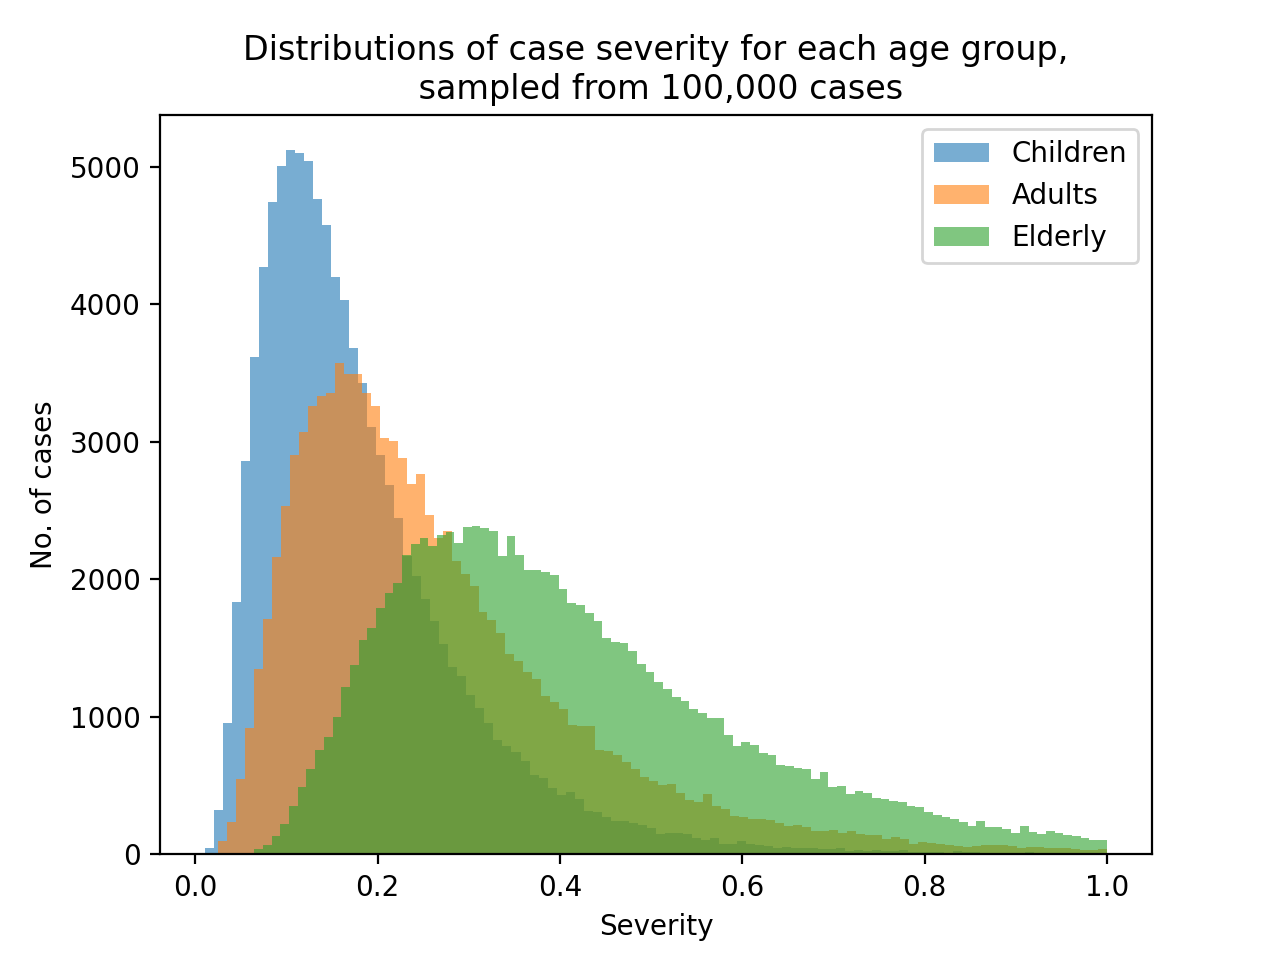 Distributions of case severity for each age group,
sampled from 100,000 cases
Children
Adults
Elderly
5000
4000
3000
2000
1000
0
No. of cases
0.0 0.2 0.4 0.6 0.8 1.0
Severity